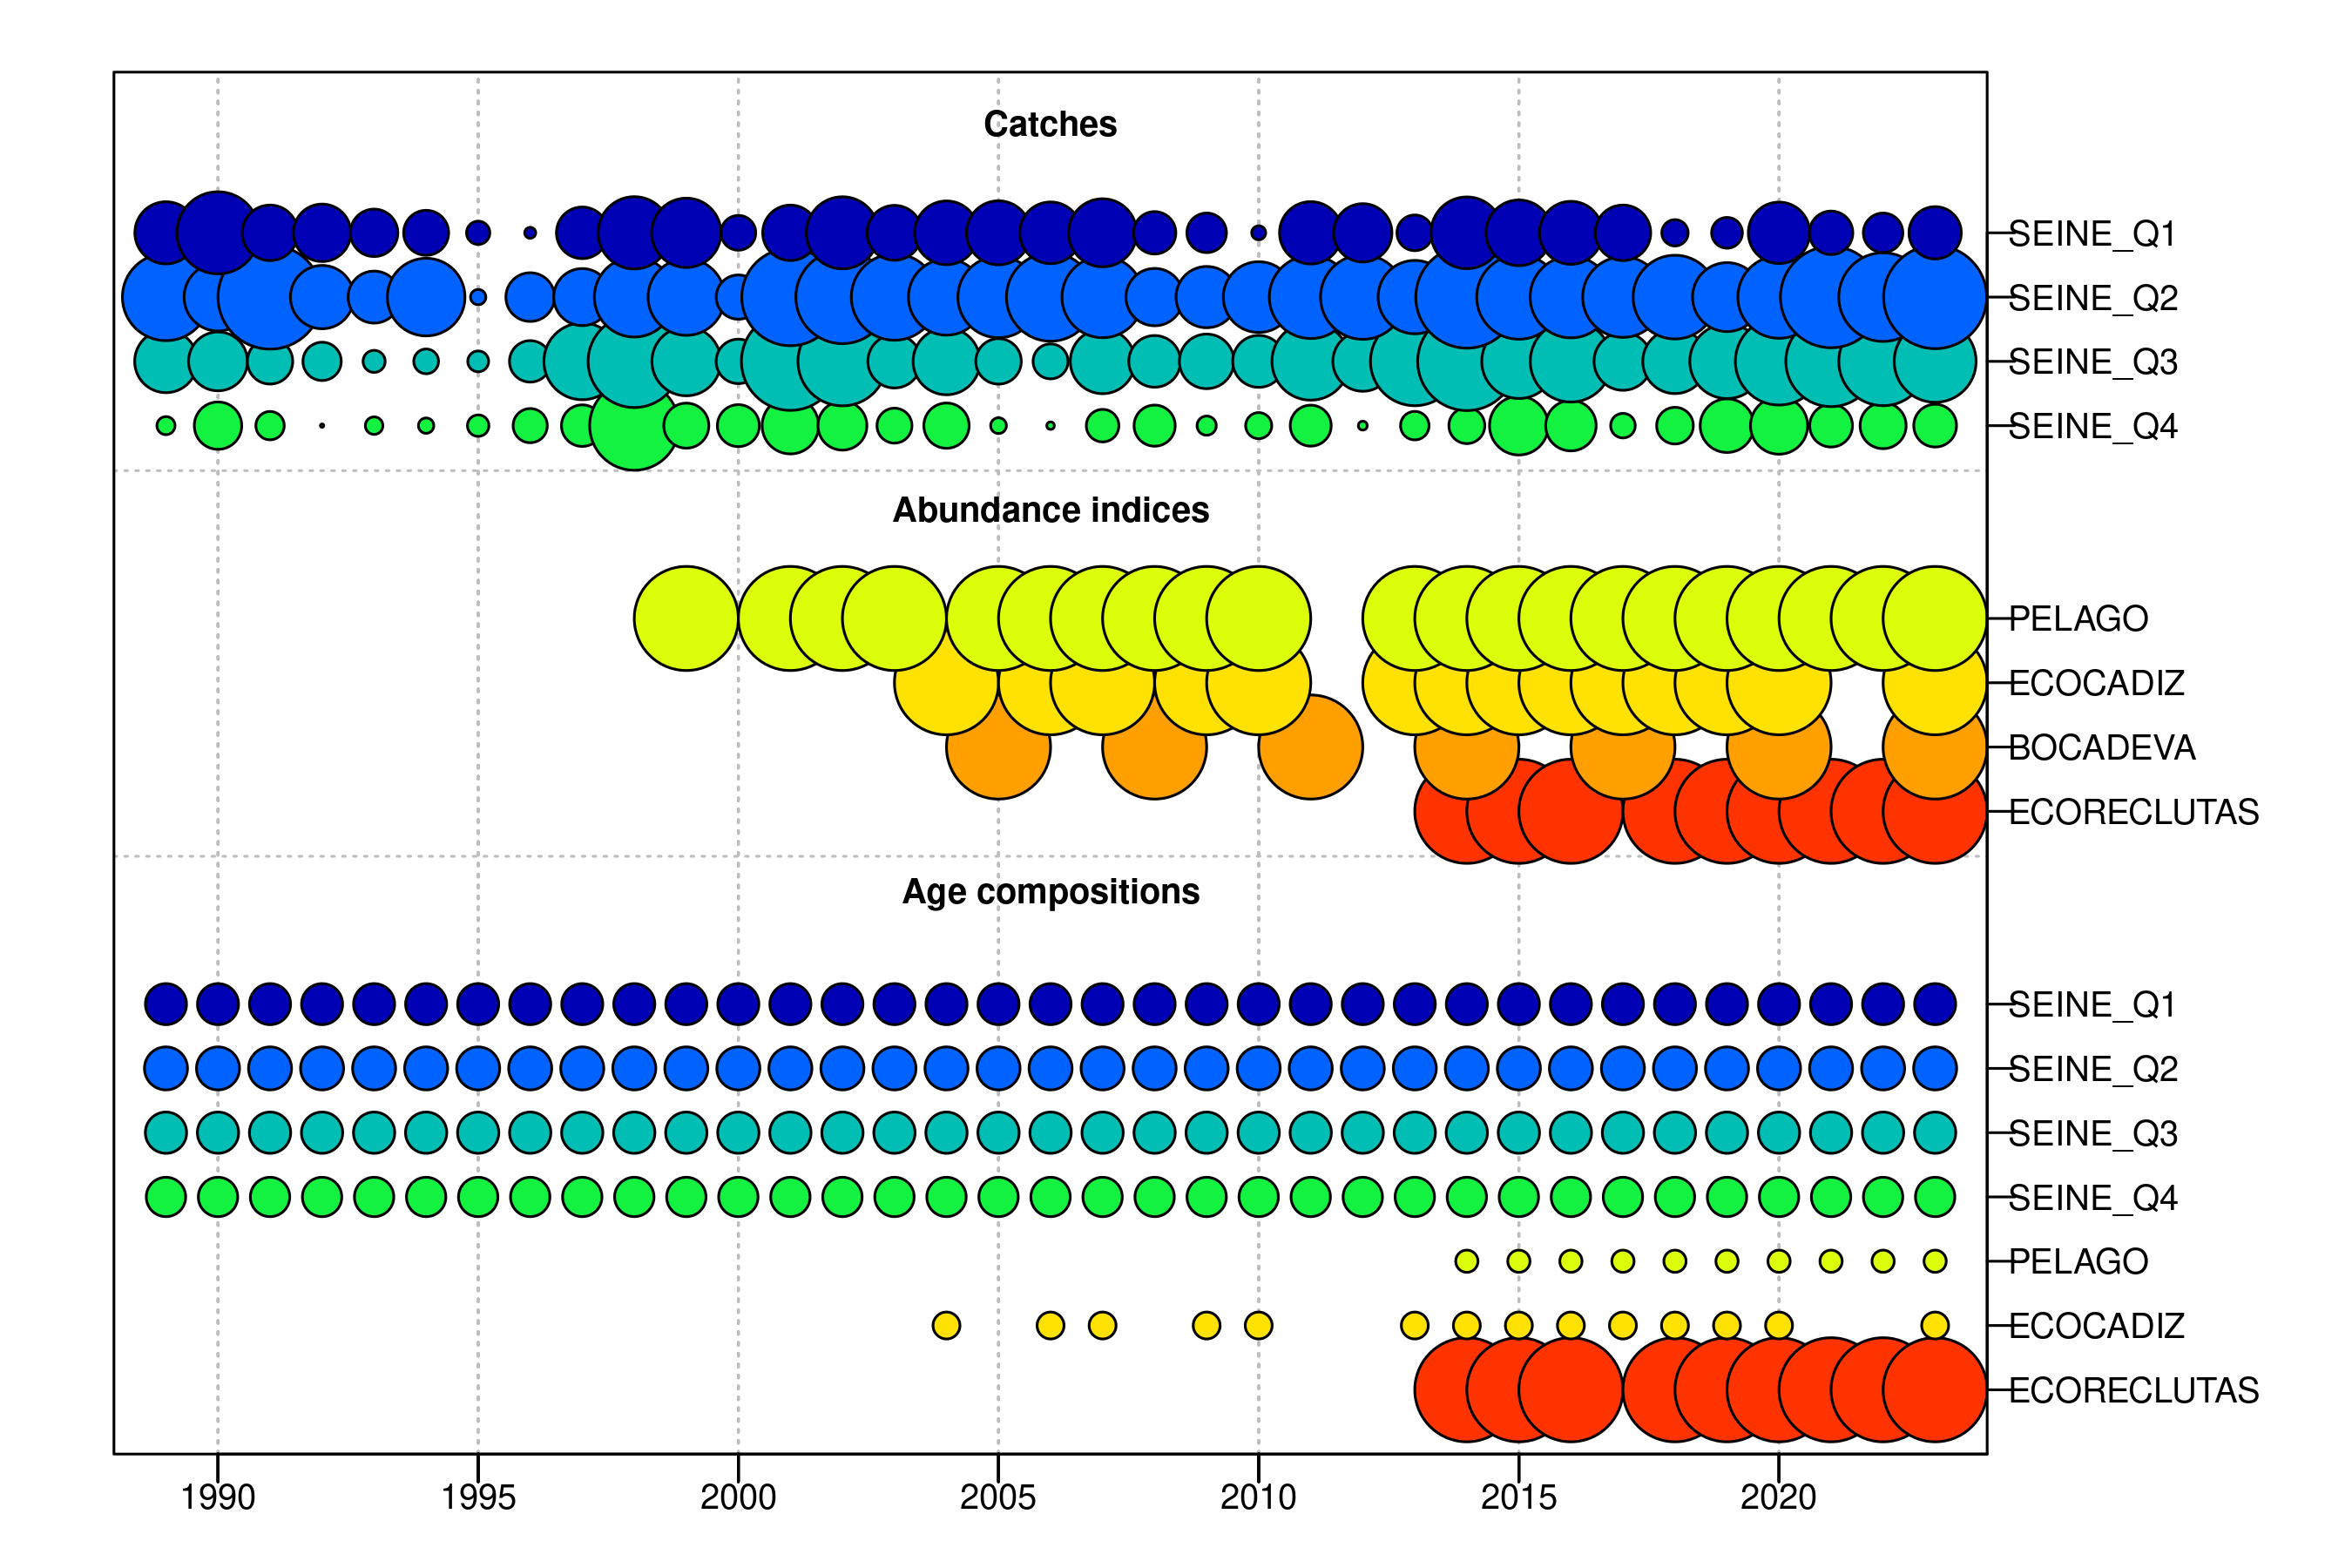 Catches
SEINE_Q1
SEINE_Q2
SEINE_Q3
SEINE_Q4
Abundance indices
PELAGO
ECOCADIZ
BOCADEVA
ECORECLUTAS
Age compositions
SEINE_Q1
SEINE_Q2
SEINE_Q3
SEINE_Q4
PELAGO
ECOCADIZ
ECORECLUTAS
1990 1995 2000 2005 2010 2015 2020